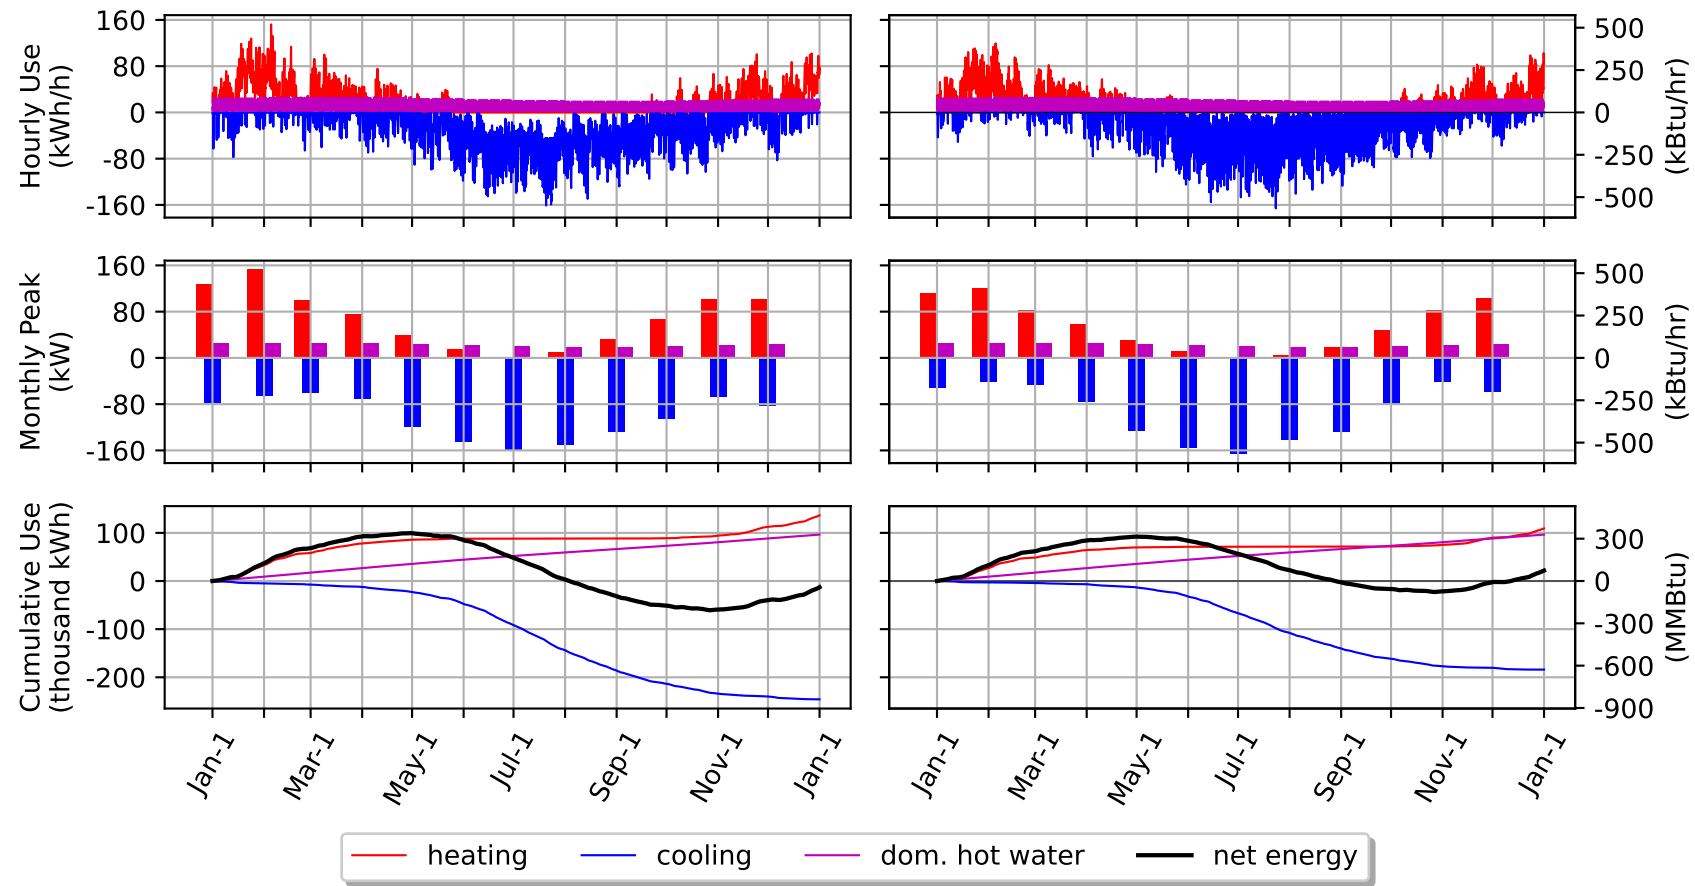 Hourly Use
(kWh/h)
160
80
0
-80
-160
500
250
0
-250
-500
(kBtu/hr)
Monthly Peak
(kW)
160
80
0
-80
-160
500
250
0
-250
-500
(kBtu/hr)
Cumulative Use
(thousand kWh)
100
0
-100
-200
300
0
-300
-600
-900
(MMBtu)
Jan-1 Mar-1 May-1 Jul-1 Sep-1 Nov-1 Jan-1
Jan-1 Mar-1 May-1 Jul-1 Sep-1 Nov-1 Jan-1
heating cooling dom. hot water net energy